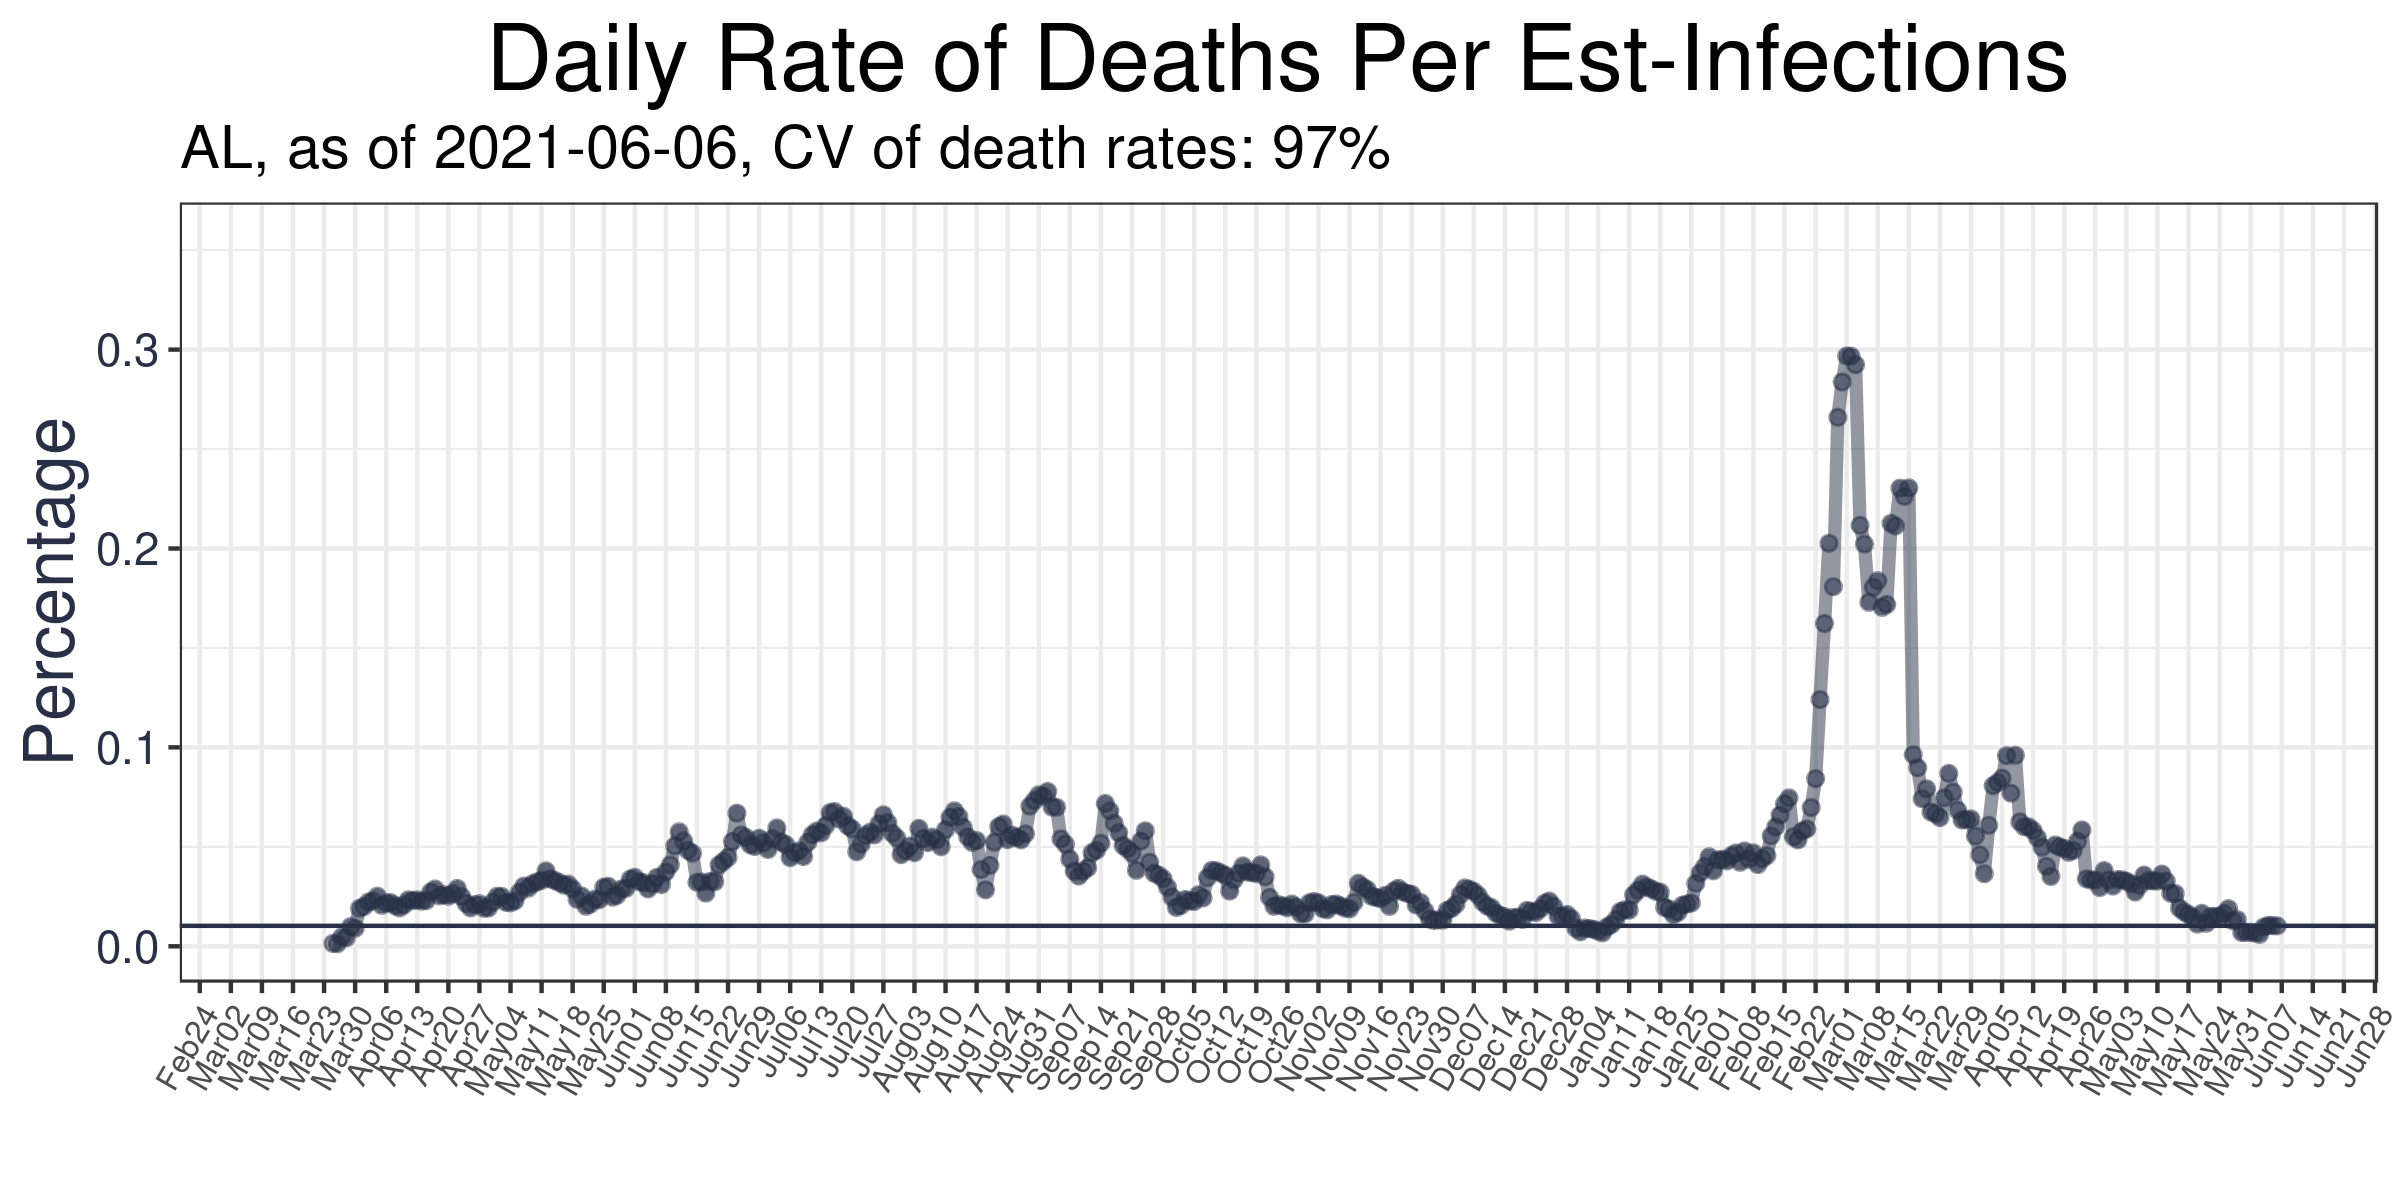 Daily Rate of Deaths Per Est-Infections
AL, as of 2021-06-06, CV of death rates: 97%
Percentage
0.3
0.2
0.1
0.0
Feb24
Mar02
Mar09
Mar16
Mar23
Mar30
Apr06
Apr13
Apr20
Apr27
May04
May11
May18
May25
Jun01
Jun08
Jun15
Jun22
Jun29
Jul06
Jul13
Jul20
Jul27
Aug03
Aug10
Aug17
Aug24
Aug31
Sep07
Sep14
Sep21
Sep28
Oct05
Oct12
Oct19
Oct26
Nov02
Nov09
Nov16
Nov23
Nov30
Dec07
Dec14
Dec21
Dec28
Jan04
Jan11
Jan18
Jan25
Feb01
Feb08
Feb15
Feb22
Mar01
Mar08
Mar15
Mar22
Mar29
Apr05
Apr12
Apr19
Apr26
May03
May10
May17
May24
May31
Jun07
Jun14
Jun21
Jun28